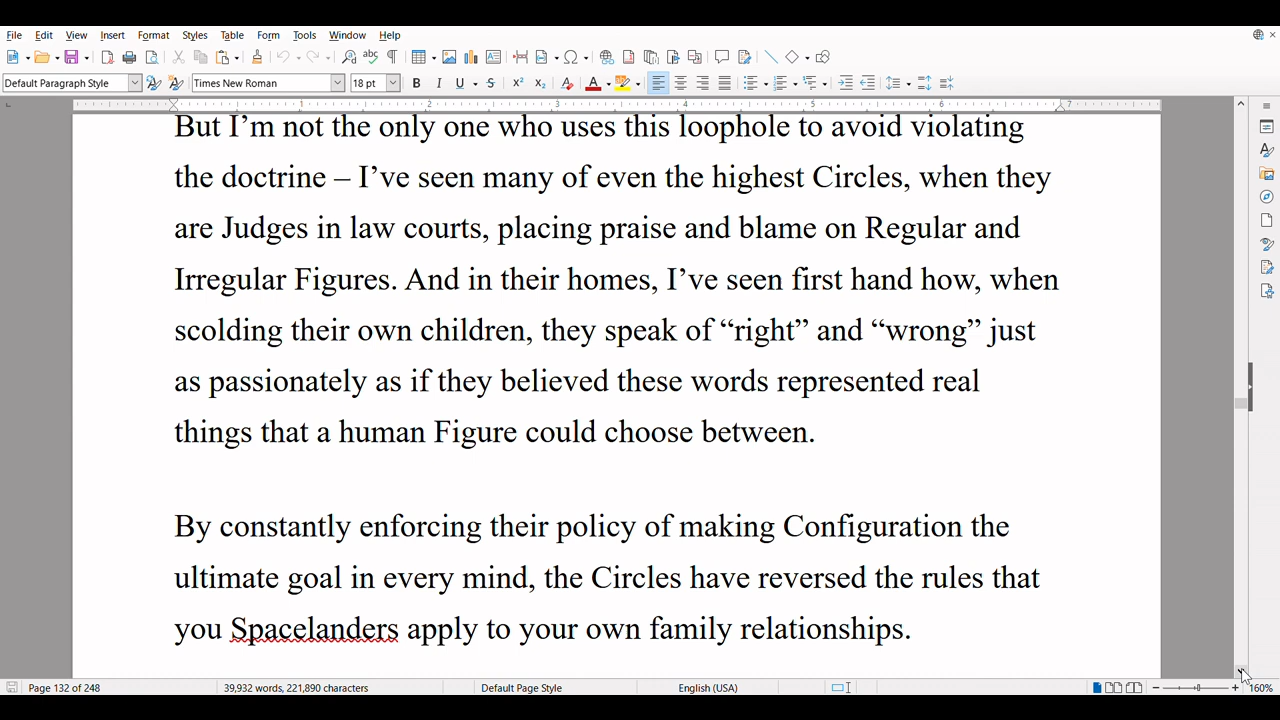 File Edit View Insert Format Styles Table Form Tools Window Help
Default Paragraph Style Times New Roman 18 pt
1 2 3 4 5 6 7
But I’m not the only one who uses this loophole to avoid violating
the doctrine – I’ve seen many of even the highest Circles, when they
are Judges in law courts, placing praise and blame on Regular and
Irregular Figures. And in their homes, I’ve seen first hand how, when
scolding their own children, they speak of “right” and “wrong” just
as passionately as if they believed these words represented real
things that a human Figure could choose between.
By constantly enforcing their policy of making Configuration the
ultimate goal in every mind, the Circles have reversed the rules that
you Spacelanders apply to your own family relationships.
Page 132 of 248 39,932 words, 221,890 characters Default Page Style English (USA) 160%